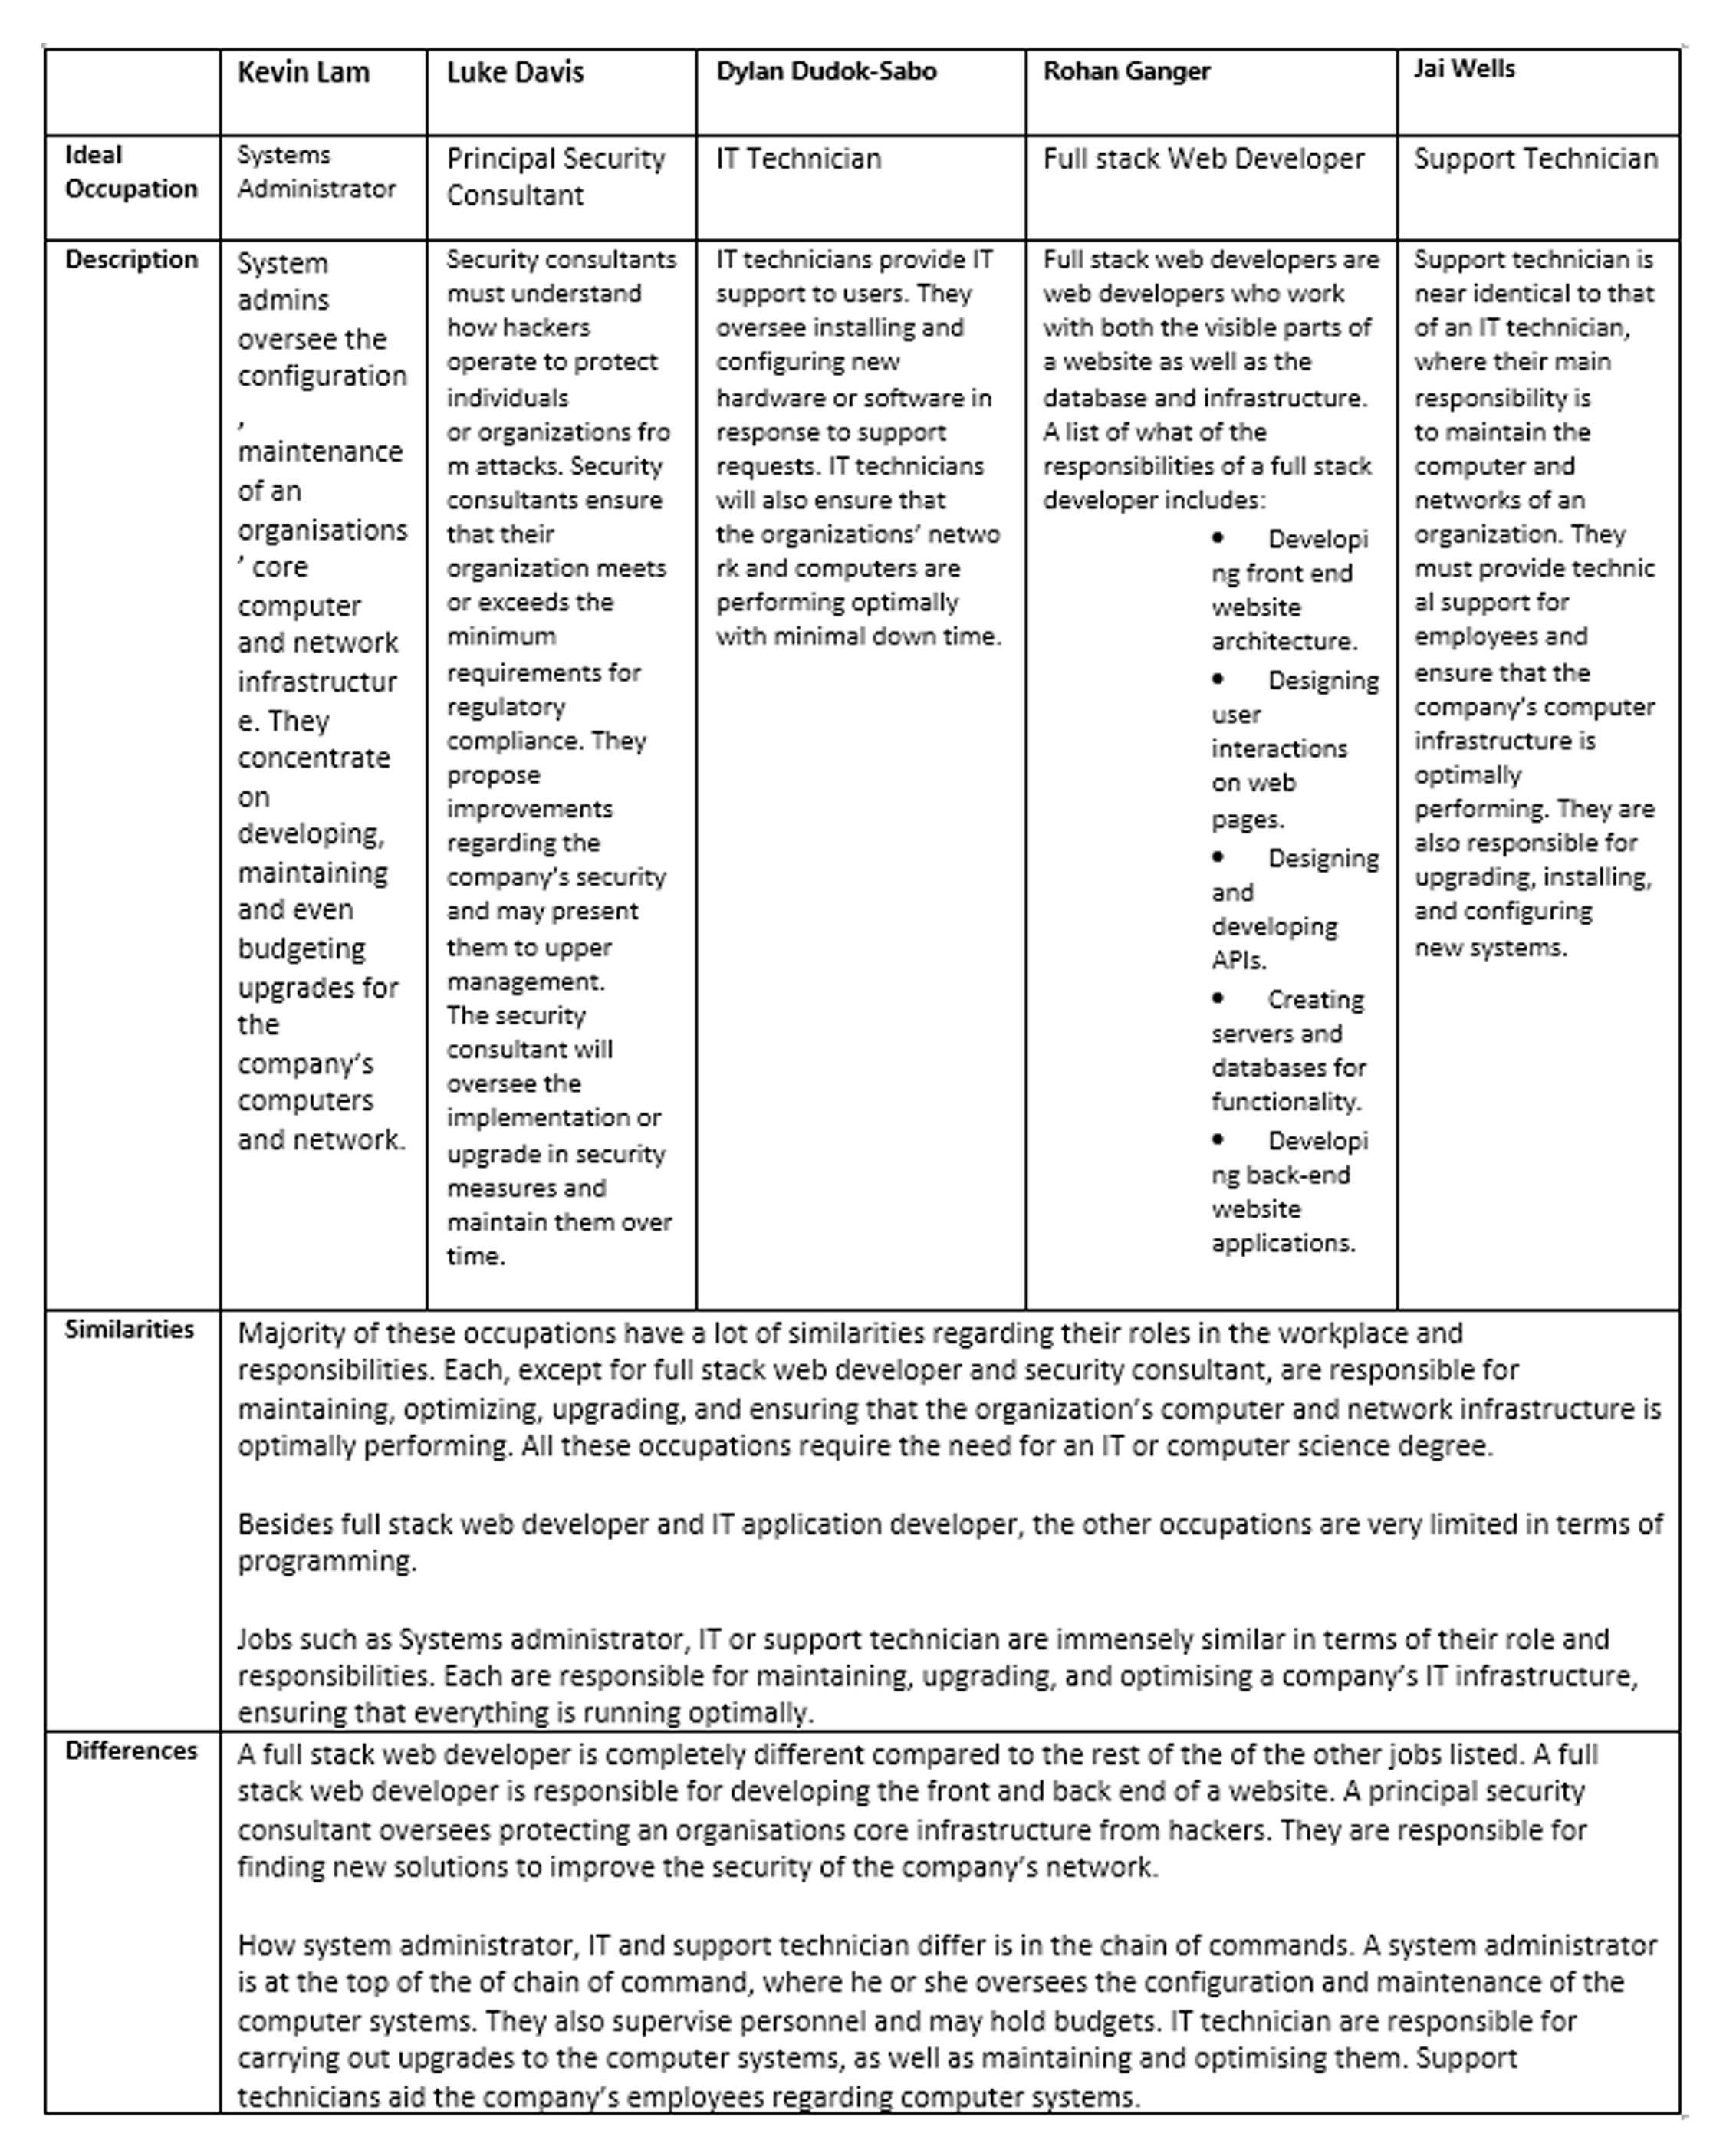 Kevin Lam
Luke Davis
Dylan Dudok-Sabo
Rohan Ganger
Jai Wells
Ideal
Occupation
Systems
Administrator
Principal Security
Consultant
IT Technician
Full stack Web Developer
Support Technician
Description
System
admins
oversee the
configuration
,
maintenance
of an
organisations
’ core
computer
and network
infrastructur
e. They
concentrate
on
developing,
maintaining
and even
budgeting
upgrades for
the
company’s
computers
and network.
Security consultants
must understand
how hackers
operate to protect
individuals
or organizations fro
m attacks. Security
consultants ensure
that their
organization meets
or exceeds the
minimum
requirements for
regulatory
compliance. They
propose
improvements
regarding the
company’s security
and may present
them to upper
management.
The security
consultant will
oversee the
implementation or
upgrade in security
measures and
maintain them over
time.
IT technicians provide IT
support to users. They
oversee installing and
configuring new
hardware or software in
response to support
requests. IT technicians
will also ensure that
the organizations’ netwo
rk and computers are
performing optimally
with minimal down time.
Full stack web developers are
web developers who work
with both the visible parts of
a website as well as the
database and infrastructure.
A list of what of the
responsibilities of a full stack
developer includes:
• Developi
ng front end
website
architecture.
• Designing
user
interactions
on web
pages.
• Designing
and
developing
APIs.
• Creating
servers and
databases for
functionality.
• Developi
ng back-end
website
applications.
Support technician is
near identical to that
of an IT technician,
where their main
responsibility is
to maintain the
computer and
networks of an
organization. They
must provide technic
al support for
employees and
ensure that the
company’s computer
infrastructure is
optimally
performing. They are
also responsible for
upgrading, installing,
and configuring
new systems.
Similarities
Majority of these occupations have a lot of similarities regarding their roles in the workplace and
responsibilities. Each, except for full stack web developer and security consultant, are responsible for
maintaining, optimizing, upgrading, and ensuring that the organization’s computer and network infrastructure is
optimally performing. All these occupations require the need for an IT or computer science degree.
Besides full stack web developer and IT application developer, the other occupations are very limited in terms of
programming.
Jobs such as Systems administrator, IT or support technician are immensely similar in terms of their role and
responsibilities. Each are responsible for maintaining, upgrading, and optimising a company’s IT infrastructure,
ensuring that everything is running optimally.
Differences
A full stack web developer is completely different compared to the rest of the of the other jobs listed. A full
stack web developer is responsible for developing the front and back end of a website. A principal security
consultant oversees protecting an organisations core infrastructure from hackers. They are responsible for
finding new solutions to improve the security of the company’s network.
How system administrator, IT and support technician differ is in the chain of commands. A system administrator
is at the top of the of chain of command, where he or she oversees the configuration and maintenance of the
computer systems. They also supervise personnel and may hold budgets. IT technician are responsible for
carrying out upgrades to the computer systems, as well as maintaining and optimising them. Support
technicians aid the company’s employees regarding computer systems.